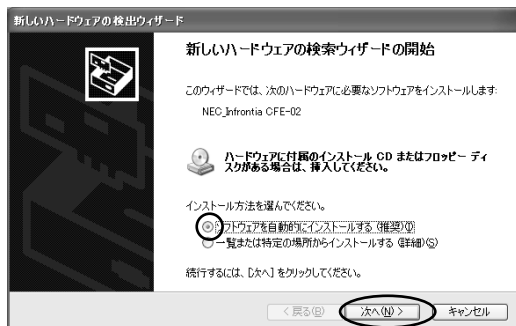 新しいハードウェアの検出ウィザード
新しいハードウェアの検索ウィザードの開始
このウィザードでは、次のハードウェアに必要なソフトウェアをインストールします:
NEC_Infrontia CFE-02
ハードウェアに付属のインストール CD またはフロッピー ディ
スクがある場合は、挿入してください。
インストール方法を選んでください。
ソフトウェアを自動的にインストールする (推奨)(I)
一覧または特定の場所からインストールする (詳細)(S)
続行するには、[次へ] をクリックしてください。
< 戻る(B)
次へ(N) >
キャンセル